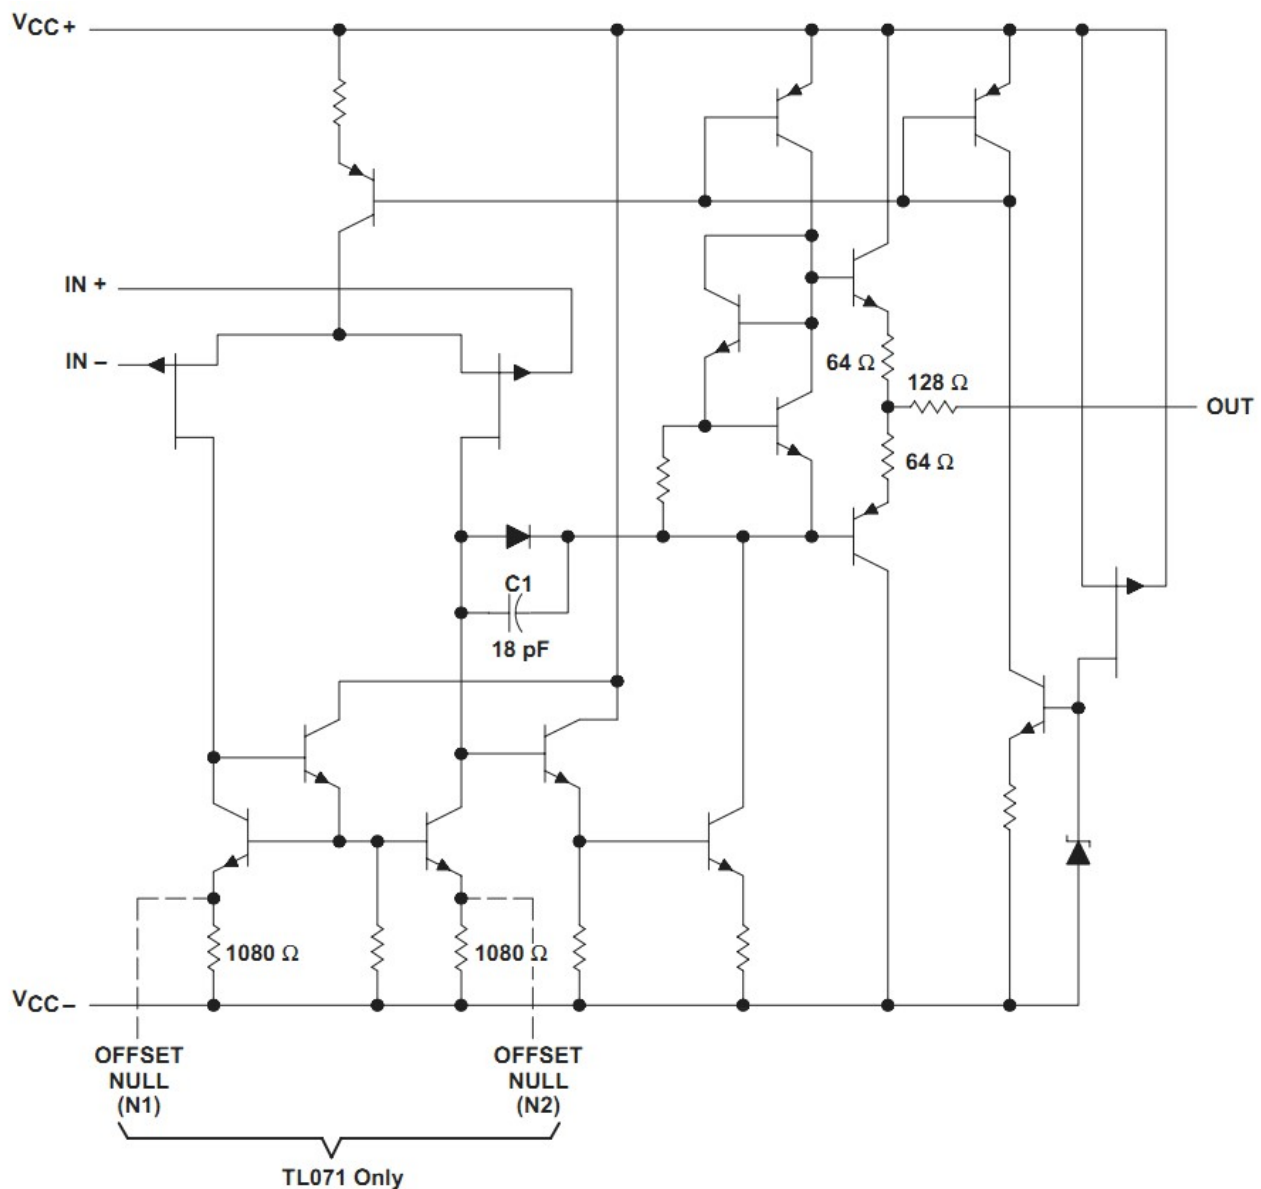 VCC+
IN +
IN –
64 Ω
128 Ω
OUT
64 Ω
C1
18 pF
1080 Ω
1080 Ω
VCC–
OFFSET
NULL
(N1)
OFFSET
NULL
(N2)
TL071 Only